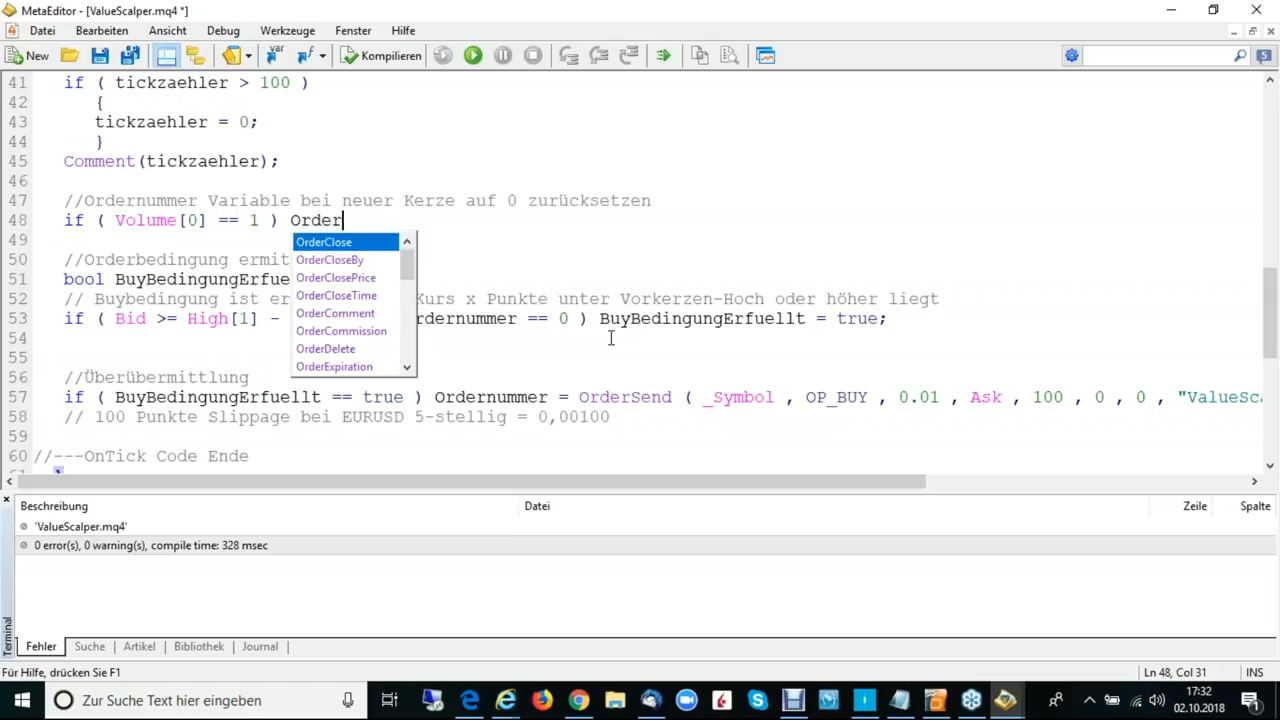 MetaEditor - [ValueScalper.mq4 *]
Datei Bearbeiten Ansicht Debug Werkzeuge Fenster Hilfe
New var Kompilieren 5
41 if ( tickzaehler > 100 )
42 {
43 tickzaehler = 0;
44 }
45 Comment(tickzaehler);
46
47 //Ordernummer Variable bei neuer Kerze auf 0 zurücksetzen
48 if ( Volume[0] == 1 ) Order
49
OrderClose
OrderCloseBy
OrderClosePrice
OrderCloseTime
OrderComment
OrderCommission
OrderDelete
OrderExpiration
50 //Orderbedingung ermit
51 bool BuyBedingungErfue
52 // Buybedingung ist er Kurs x Punkte unter Vorkerzen-Hoch oder höher liegt
53 if ( Bid >= High[1] - rdernummer == 0 ) BuyBedingungErfuellt = true;
54
55
56 //Überübermittlung
57 if ( BuyBedingungErfuellt == true ) Ordernummer = OrderSend ( _Symbol , OP_BUY , 0.01 , Ask , 100 , 0 , 0 , "ValueSca
58 // 100 Punkte Slippage bei EURUSD 5-stellig = 0,00100
59
60 //---OnTick Code Ende
61 }
Beschreibung Datei Zeile Spalte
'ValueScalper.mq4'
0 error(s), 0 warning(s), compile time: 328 msec
Terminal
Fehler Suche Artikel Bibliothek Journal
Für Hilfe, drücken Sie F1 Ln 48, Col 31 INS
Zur Suche Text hier eingeben 17:32
02.10.2018